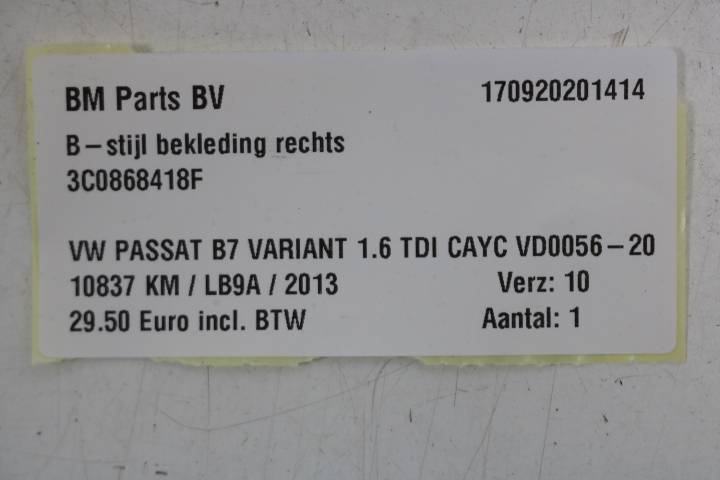 BM Parts BV 170920201414
B-stijl bekleding rechts
3C0868418F
VW PASSAT B7 VARIANT 1.6 TDI CAYC VD0056-20
10837 KM / LB9A / 2013 Verz: 10
29.50 Euro incl. BTW Aantal: 1